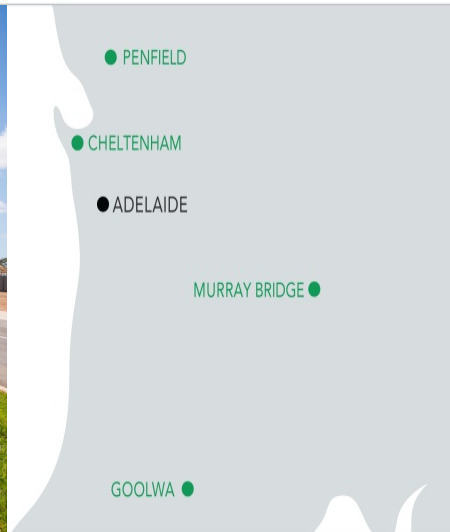 PENFIELD
CHELTENHAM
ADELAIDE
MURRAY BRIDGE
GOOLWA